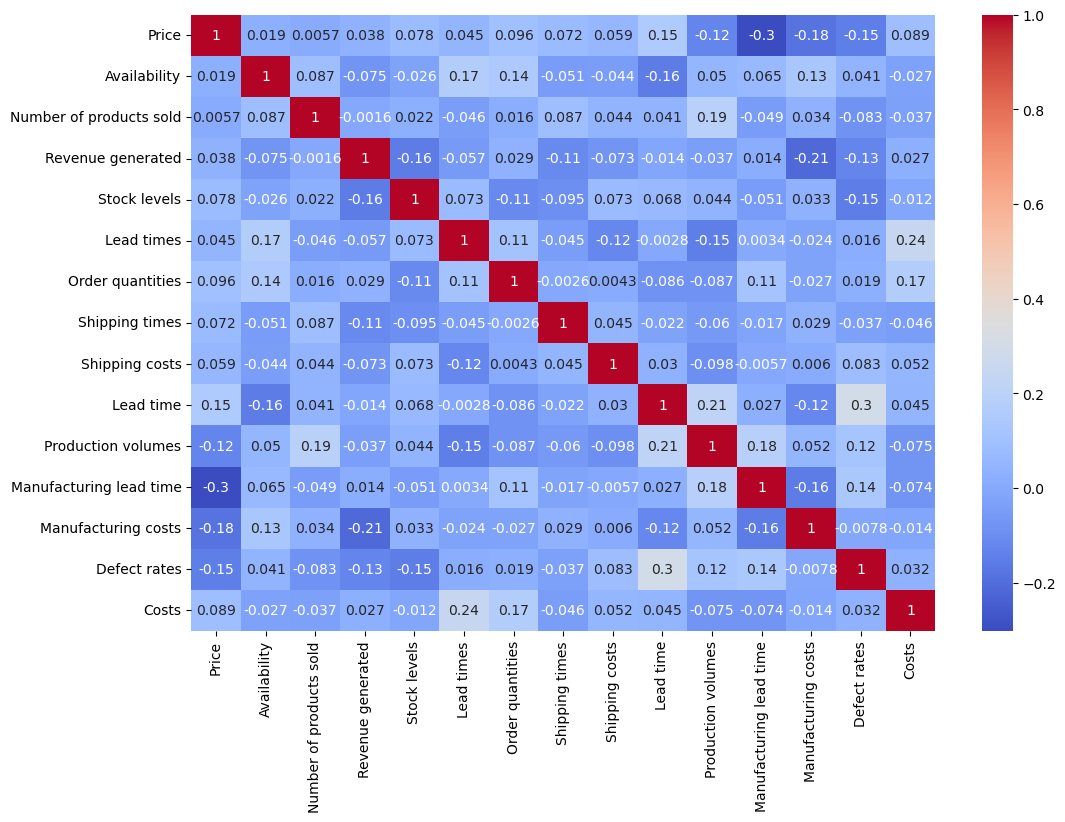 Price 1 0.019 0.0057 0.038 0.078 0.045 0.096 0.072 0.059 0.15 -0.12 -0.3 -0.18 -0.15 0.089
Availability 0.019 1 0.087 -0.075 -0.026 0.17 0.14 -0.051 -0.044 -0.16 0.05 0.065 0.13 0.041 -0.027
Number of products sold 0.0057 0.087 1 -0.0016 0.022 -0.046 0.016 0.087 0.044 0.041 0.19 -0.049 0.034 -0.083 -0.037
Revenue generated 0.038 -0.075 -0.0016 1 -0.16 -0.057 0.029 -0.11 -0.073 -0.014 -0.037 0.014 -0.21 -0.13 0.027
Stock levels 0.078 -0.026 0.022 -0.16 1 0.073 -0.11 -0.095 0.073 0.068 0.044 -0.051 0.033 -0.15 -0.012
Lead times 0.045 0.17 -0.046 -0.057 0.073 1 0.11 -0.045 -0.12 -0.0028 -0.15 0.0034 -0.024 0.016 0.24
Order quantities 0.096 0.14 0.016 0.029 -0.11 0.11 1 -0.0026 0.0043 -0.086 -0.087 0.11 -0.027 0.019 0.17
Shipping times 0.072 -0.051 0.087 -0.11 -0.095 -0.045 -0.0026 1 0.045 -0.022 -0.06 -0.017 0.029 -0.037 -0.046
Shipping costs 0.059 -0.044 0.044 -0.073 0.073 -0.12 0.0043 0.045 1 0.03 -0.098 -0.0057 0.006 0.083 0.052
Lead time 0.15 -0.16 0.041 -0.014 0.068 -0.0028 -0.086 -0.022 0.03 1 0.21 0.027 -0.12 0.3 0.045
Production volumes -0.12 0.05 0.19 -0.037 0.044 -0.15 -0.087 -0.06 -0.098 0.21 1 0.18 0.052 0.12 -0.075
Manufacturing lead time -0.3 0.065 -0.049 0.014 -0.051 0.0034 0.11 -0.017 -0.0057 0.027 0.18 1 -0.16 0.14 -0.074
Manufacturing costs -0.18 0.13 0.034 -0.21 0.033 -0.024 -0.027 0.029 0.006 -0.12 0.052 -0.16 1 -0.0078 -0.014
Defect rates -0.15 0.041 -0.083 -0.13 -0.15 0.016 0.019 -0.037 0.083 0.3 0.12 0.14 -0.0078 1 0.032
Costs 0.089 -0.027 -0.037 0.027 -0.012 0.24 0.17 -0.046 0.052 0.045 -0.075 -0.074 -0.014 0.032 1
Price
Availability
Number of products sold
Revenue generated
Stock levels
Lead times
Order quantities
Shipping times
Shipping costs
Lead time
Production volumes
Manufacturing lead time
Manufacturing costs
Defect rates
Costs
1.0
0.8
0.6
0.4
0.2
0.0
−0.2